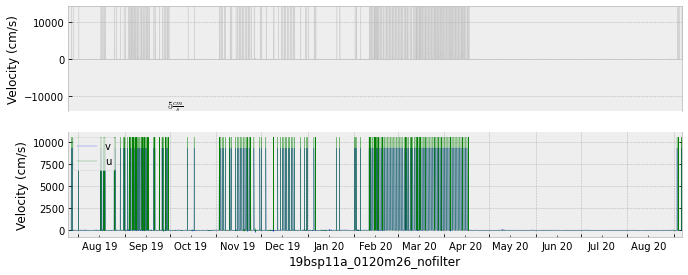 Velocity (cm/s)
10000
0
−10000
5 cm/s
Velocity (cm/s)
10000
7500
5000
2500
0
v
u
Aug 19 Sep 19 Oct 19 Nov 19 Dec 19 Jan 20 Feb 20 Mar 20 Apr 20 May 20 Jun 20 Jul 20 Aug 20
19bsp11a_0120m26_nofilter